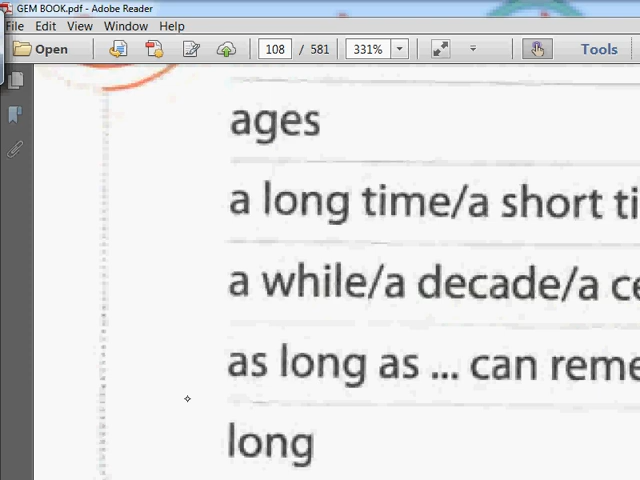 GEM BOOK.pdf - Adobe Reader
File Edit View Window Help
Open 108 / 581 331% Tools
ages
a long time/a short ti
a while/a decade/a ce
as long as ... can reme
long